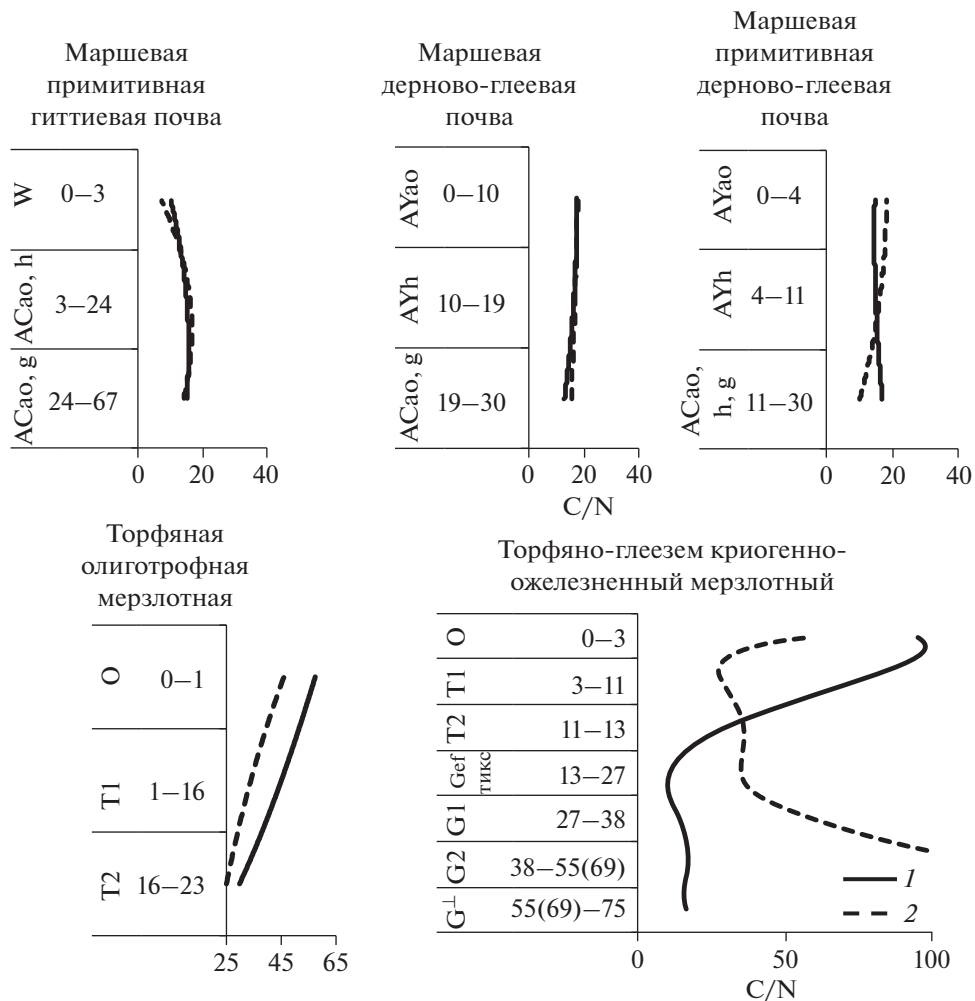 Маршевая
примитивная
гиттиевая почва
W
0–3
ACao, h
3–24
ACao, g
24–67
0
20
40
Маршевая
дерново-глеевая
почва
AYao
0–10
AYh
10–19
ACao, g
19–30
0
20
40
C/N
Маршевая
примитивная
дерново-глеевая
почва
AYao
0–4
AYh
4–11
ACao,
h, g
11–30
0
20
40
Торфяная
олиготрофная
мерзлотная
O
0–1
T1
1–16
T2
16–23
25
45
65
Торфяно-глеезем криогенно-
ожелезненный мерзлотный
O
0–3
T1
3–11
T2
11–13
Gef
тикс
13–27
G1
27–38
G2
38–55(69)
G⊥
55(69)–75
1
2
0
50
100
C/N